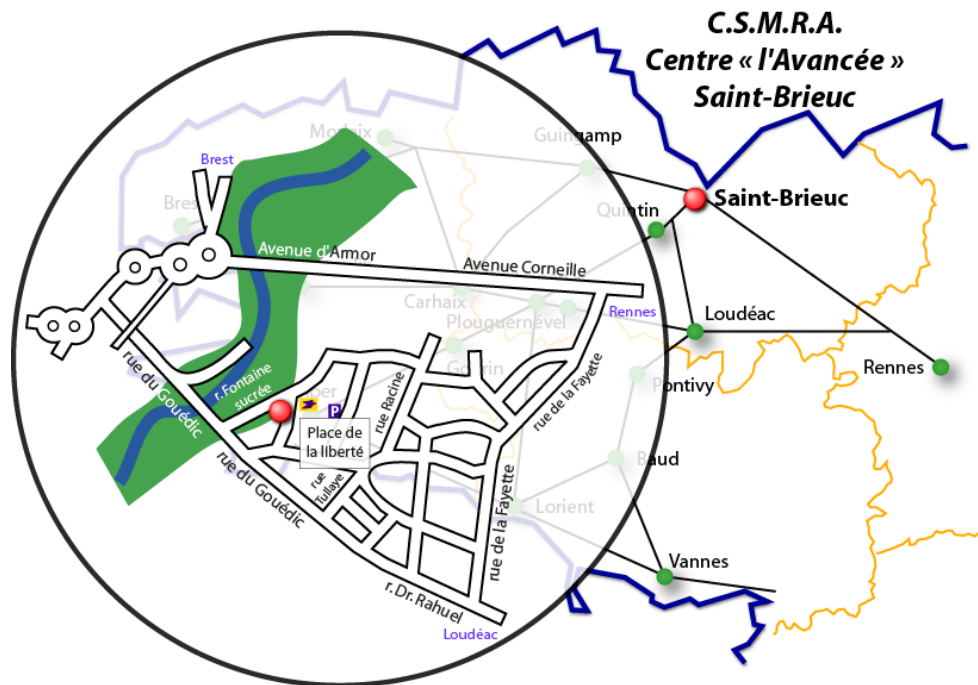 C.S.M.R.A.
Centre « l'Avancée »
Saint-Brieuc
Morlaix
Guingamp
Brest
Brest
Saint-Brieuc
Quintin
Avenue d'Armor
Avenue Corneille
Carhaix
Plouguernével
Rennes
Loudéac
rue du Gouédic
r. Fontaine
sucrée
Gourin
Rennes
Pontivy
rue Racine
rue de la Fayette
P
Place de
la liberté
rue du Gouédic
rue
Tullaye
Baud
Lorient
rue de la Fayette
Vannes
r. Dr. Rahuel
Loudéac